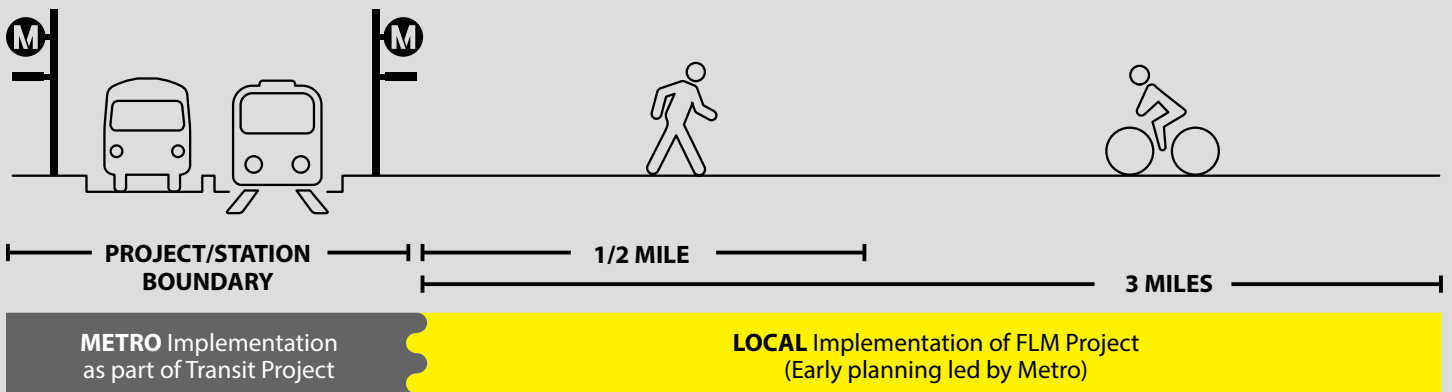 M
M
PROJECT/STATION
BOUNDARY
1/2 MILE
3 MILES
METRO Implementation
as part of Transit Project
LOCAL Implementation of FLM Project
(Early planning led by Metro)